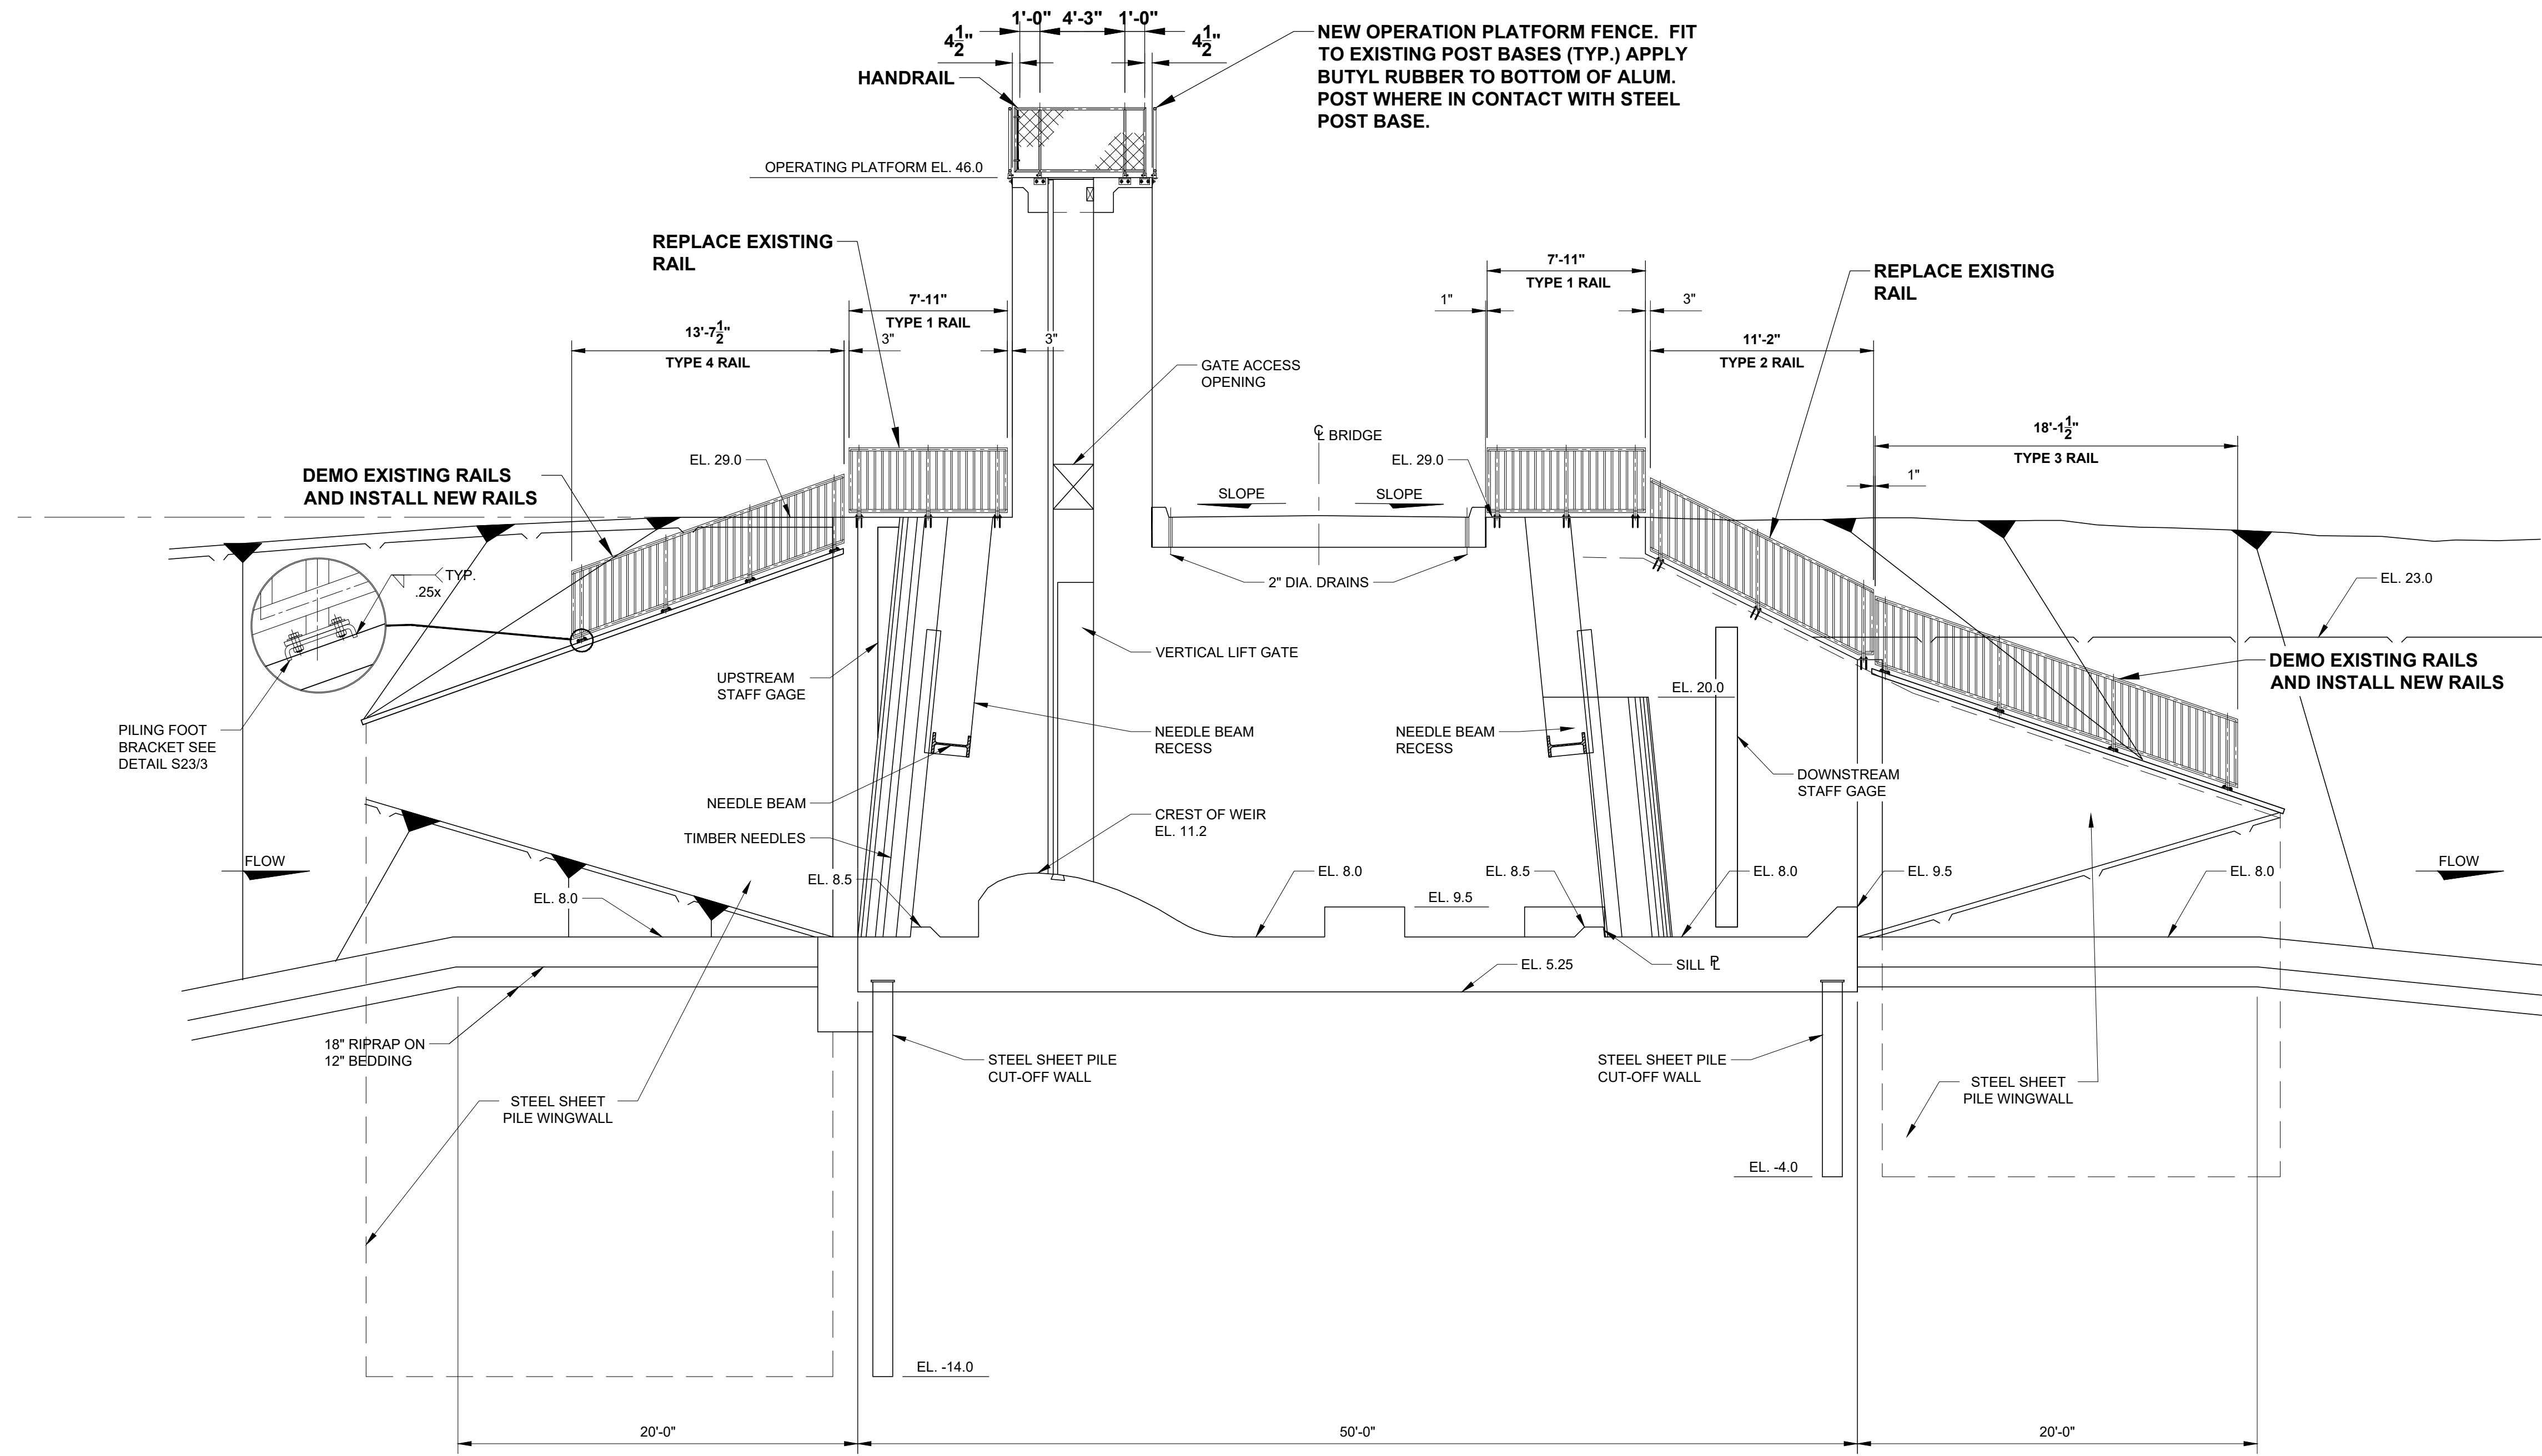 1'-0" 4'-3" 1'-0"
4 1/2"
4 1/2"
HANDRAIL
NEW OPERATION PLATFORM FENCE. FIT
TO EXISTING POST BASES (TYP.) APPLY
BUTYL RUBBER TO BOTTOM OF ALUM.
POST WHERE IN CONTACT WITH STEEL
POST BASE.
OPERATING PLATFORM EL. 46.0
REPLACE EXISTING
RAIL
7'-11"
TYPE 1 RAIL
3"
3"
13'-7 1/2"
TYPE 4 RAIL
7'-11"
TYPE 1 RAIL
1"
3"
REPLACE EXISTING
RAIL
11'-2"
TYPE 2 RAIL
18'-1 1/2"
TYPE 3 RAIL
1"
GATE ACCESS
OPENING
℄ BRIDGE
EL. 29.0
EL. 29.0
DEMO EXISTING RAILS
AND INSTALL NEW RAILS
SLOPE
SLOPE
TYP.
.25x
2" DIA. DRAINS
EL. 23.0
VERTICAL LIFT GATE
DEMO EXISTING RAILS
AND INSTALL NEW RAILS
UPSTREAM
STAFF GAGE
EL. 20.0
PILING FOOT
BRACKET SEE
DETAIL S23/3
NEEDLE BEAM
RECESS
NEEDLE BEAM
RECESS
DOWNSTREAM
STAFF GAGE
NEEDLE BEAM
CREST OF WEIR
EL. 11.2
TIMBER NEEDLES
FLOW
FLOW
EL. 8.5
EL. 8.0
EL. 8.0
EL. 9.5
EL. 8.5
EL. 8.0
EL. 9.5
EL. 8.0
EL. 5.25
SILL ⅊
18" RIPRAP ON
12" BEDDING
STEEL SHEET PILE
CUT-OFF WALL
STEEL SHEET PILE
CUT-OFF WALL
STEEL SHEET
PILE WINGWALL
STEEL SHEET
PILE WINGWALL
EL. -4.0
EL. -14.0
20'-0"
50'-0"
20'-0"